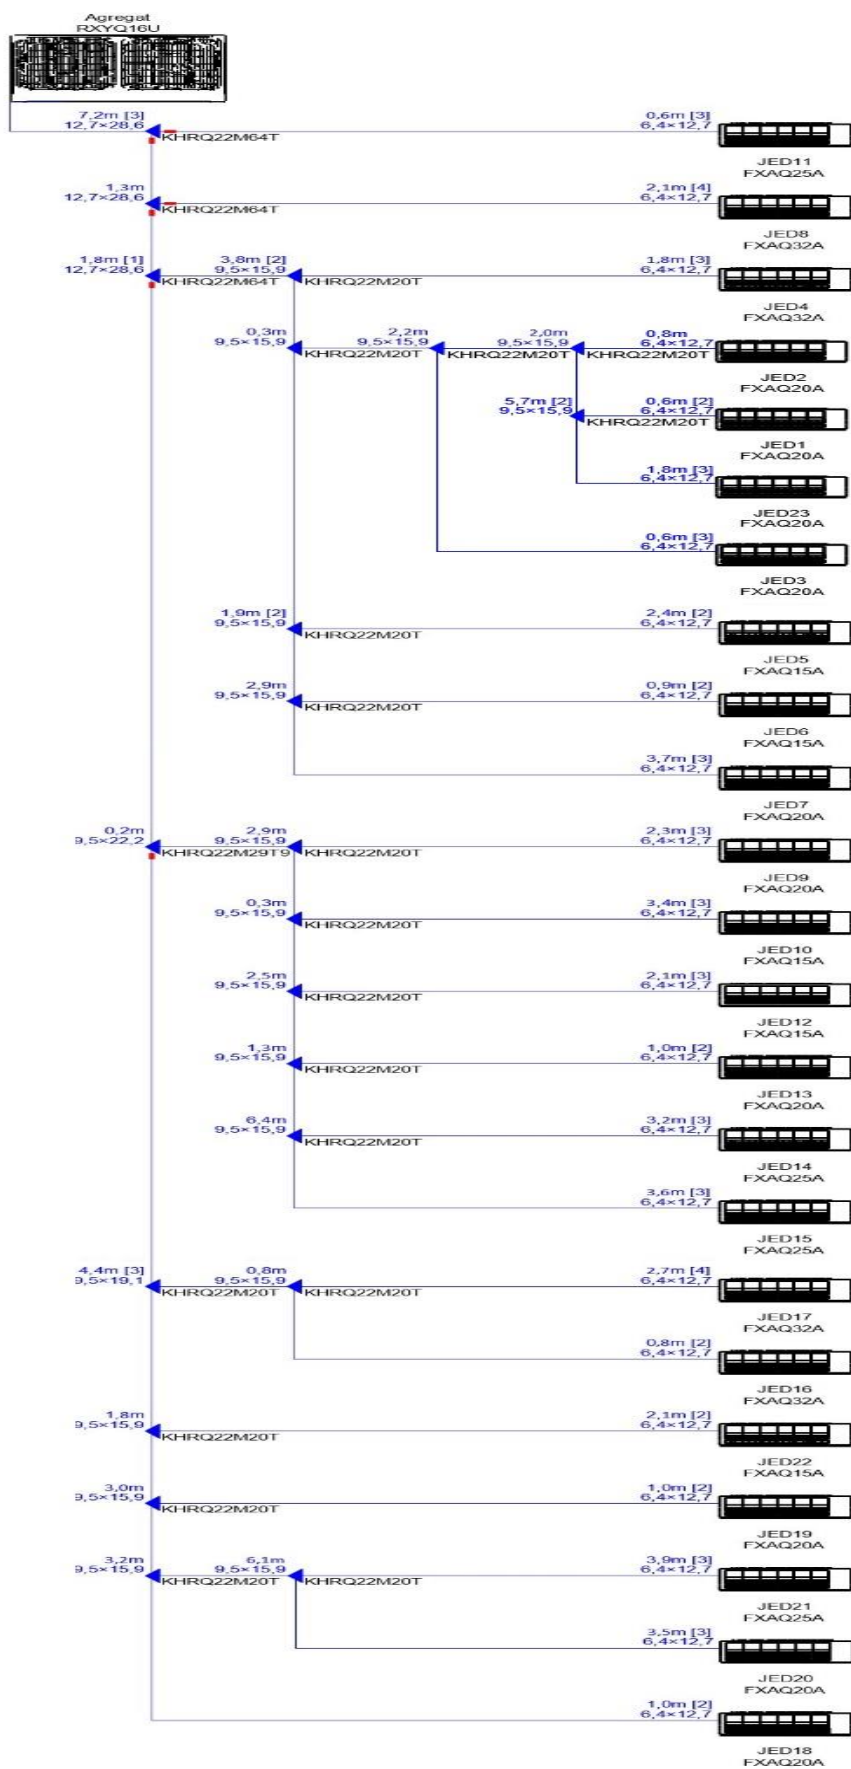 Agregat
RXYQ16U
7,2m [3]
12,7×28,6
KHRQ22M64T
0,6m [3]
6,4×12,7
JED11
FXAQ25A
1,3m
12,7×28,6
KHRQ22M64T
2,1m [4]
6,4×12,7
JED8
FXAQ32A
1,8m [1]
12,7×28,6
KHRQ22M64T
3,8m [2]
9,5×15,9
KHRQ22M20T
1,8m [3]
6,4×12,7
JED4
FXAQ32A
0,3m
9,5×15,9
KHRQ22M20T
2,2m
9,5×15,9
KHRQ22M20T
2,0m
9,5×15,9
KHRQ22M20T
0,8m
6,4×12,7
JED2
FXAQ20A
5,7m [2]
9,5×15,9
KHRQ22M20T
0,6m [2]
6,4×12,7
JED1
FXAQ20A
1,8m [3]
6,4×12,7
JED23
FXAQ20A
0,6m [3]
6,4×12,7
JED3
FXAQ20A
1,9m [2]
9,5×15,9
KHRQ22M20T
2,4m [2]
6,4×12,7
JED5
FXAQ15A
2,9m
9,5×15,9
KHRQ22M20T
0,9m [2]
6,4×12,7
JED6
FXAQ15A
3,7m [3]
6,4×12,7
JED7
FXAQ20A
0,2m
9,5×22,2
KHRQ22M29T9
2,9m
9,5×15,9
KHRQ22M20T
2,3m [3]
6,4×12,7
JED9
FXAQ20A
0,3m
9,5×15,9
KHRQ22M20T
3,4m [3]
6,4×12,7
JED10
FXAQ15A
2,5m
9,5×15,9
KHRQ22M20T
2,1m [3]
6,4×12,7
JED12
FXAQ15A
1,3m
9,5×15,9
KHRQ22M20T
1,0m [2]
6,4×12,7
JED13
FXAQ20A
6,4m
9,5×15,9
KHRQ22M20T
3,2m [3]
6,4×12,7
JED14
FXAQ25A
3,6m [3]
6,4×12,7
JED15
FXAQ25A
4,4m [3]
9,5×19,1
KHRQ22M20T
0,8m
9,5×15,9
KHRQ22M20T
2,7m [4]
6,4×12,7
JED17
FXAQ32A
0,8m [2]
6,4×12,7
JED16
FXAQ32A
1,8m
9,5×15,9
KHRQ22M20T
2,1m [2]
6,4×12,7
JED22
FXAQ15A
3,0m
9,5×15,9
KHRQ22M20T
1,0m [2]
6,4×12,7
JED19
FXAQ20A
3,2m
9,5×15,9
KHRQ22M20T
6,1m
9,5×15,9
KHRQ22M20T
3,9m [3]
6,4×12,7
JED21
FXAQ25A
3,5m [3]
6,4×12,7
JED20
FXAQ20A
1,0m [2]
6,4×12,7
JED18
FXAQ20A